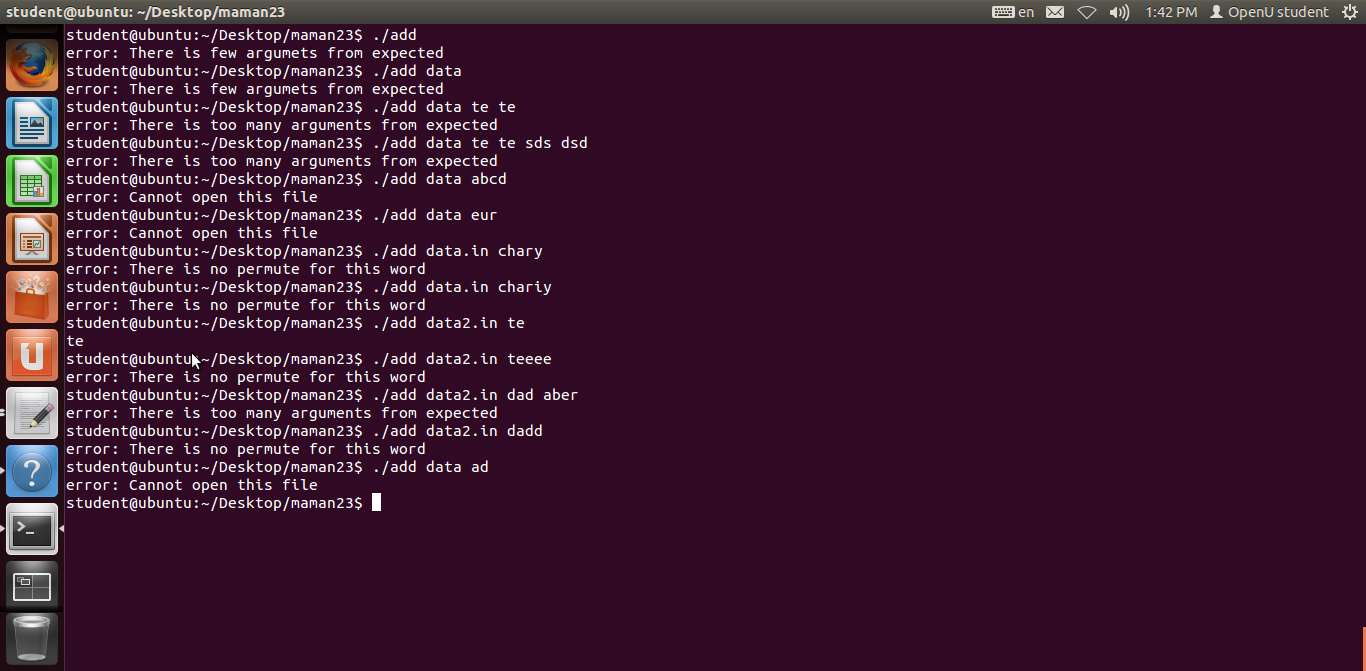 student@ubuntu: ~/Desktop/maman23
en
1:42 PM
OpenU student
student@ubuntu:~/Desktop/maman23$ ./add
error: There is few argumets from expected
student@ubuntu:~/Desktop/maman23$ ./add data
error: There is few argumets from expected
student@ubuntu:~/Desktop/maman23$ ./add data te te
error: There is too many arguments from expected
student@ubuntu:~/Desktop/maman23$ ./add data te te sds dsd
error: There is too many arguments from expected
student@ubuntu:~/Desktop/maman23$ ./add data abcd
error: Cannot open this file
student@ubuntu:~/Desktop/maman23$ ./add data eur
error: Cannot open this file
student@ubuntu:~/Desktop/maman23$ ./add data.in chary
error: There is no permute for this word
student@ubuntu:~/Desktop/maman23$ ./add data.in chariy
error: There is no permute for this word
student@ubuntu:~/Desktop/maman23$ ./add data2.in te
te
student@ubuntu:~/Desktop/maman23$ ./add data2.in teeee
error: There is no permute for this word
student@ubuntu:~/Desktop/maman23$ ./add data2.in dad aber
error: There is too many arguments from expected
student@ubuntu:~/Desktop/maman23$ ./add data2.in dadd
error: There is no permute for this word
student@ubuntu:~/Desktop/maman23$ ./add data ad
error: Cannot open this file
student@ubuntu:~/Desktop/maman23$